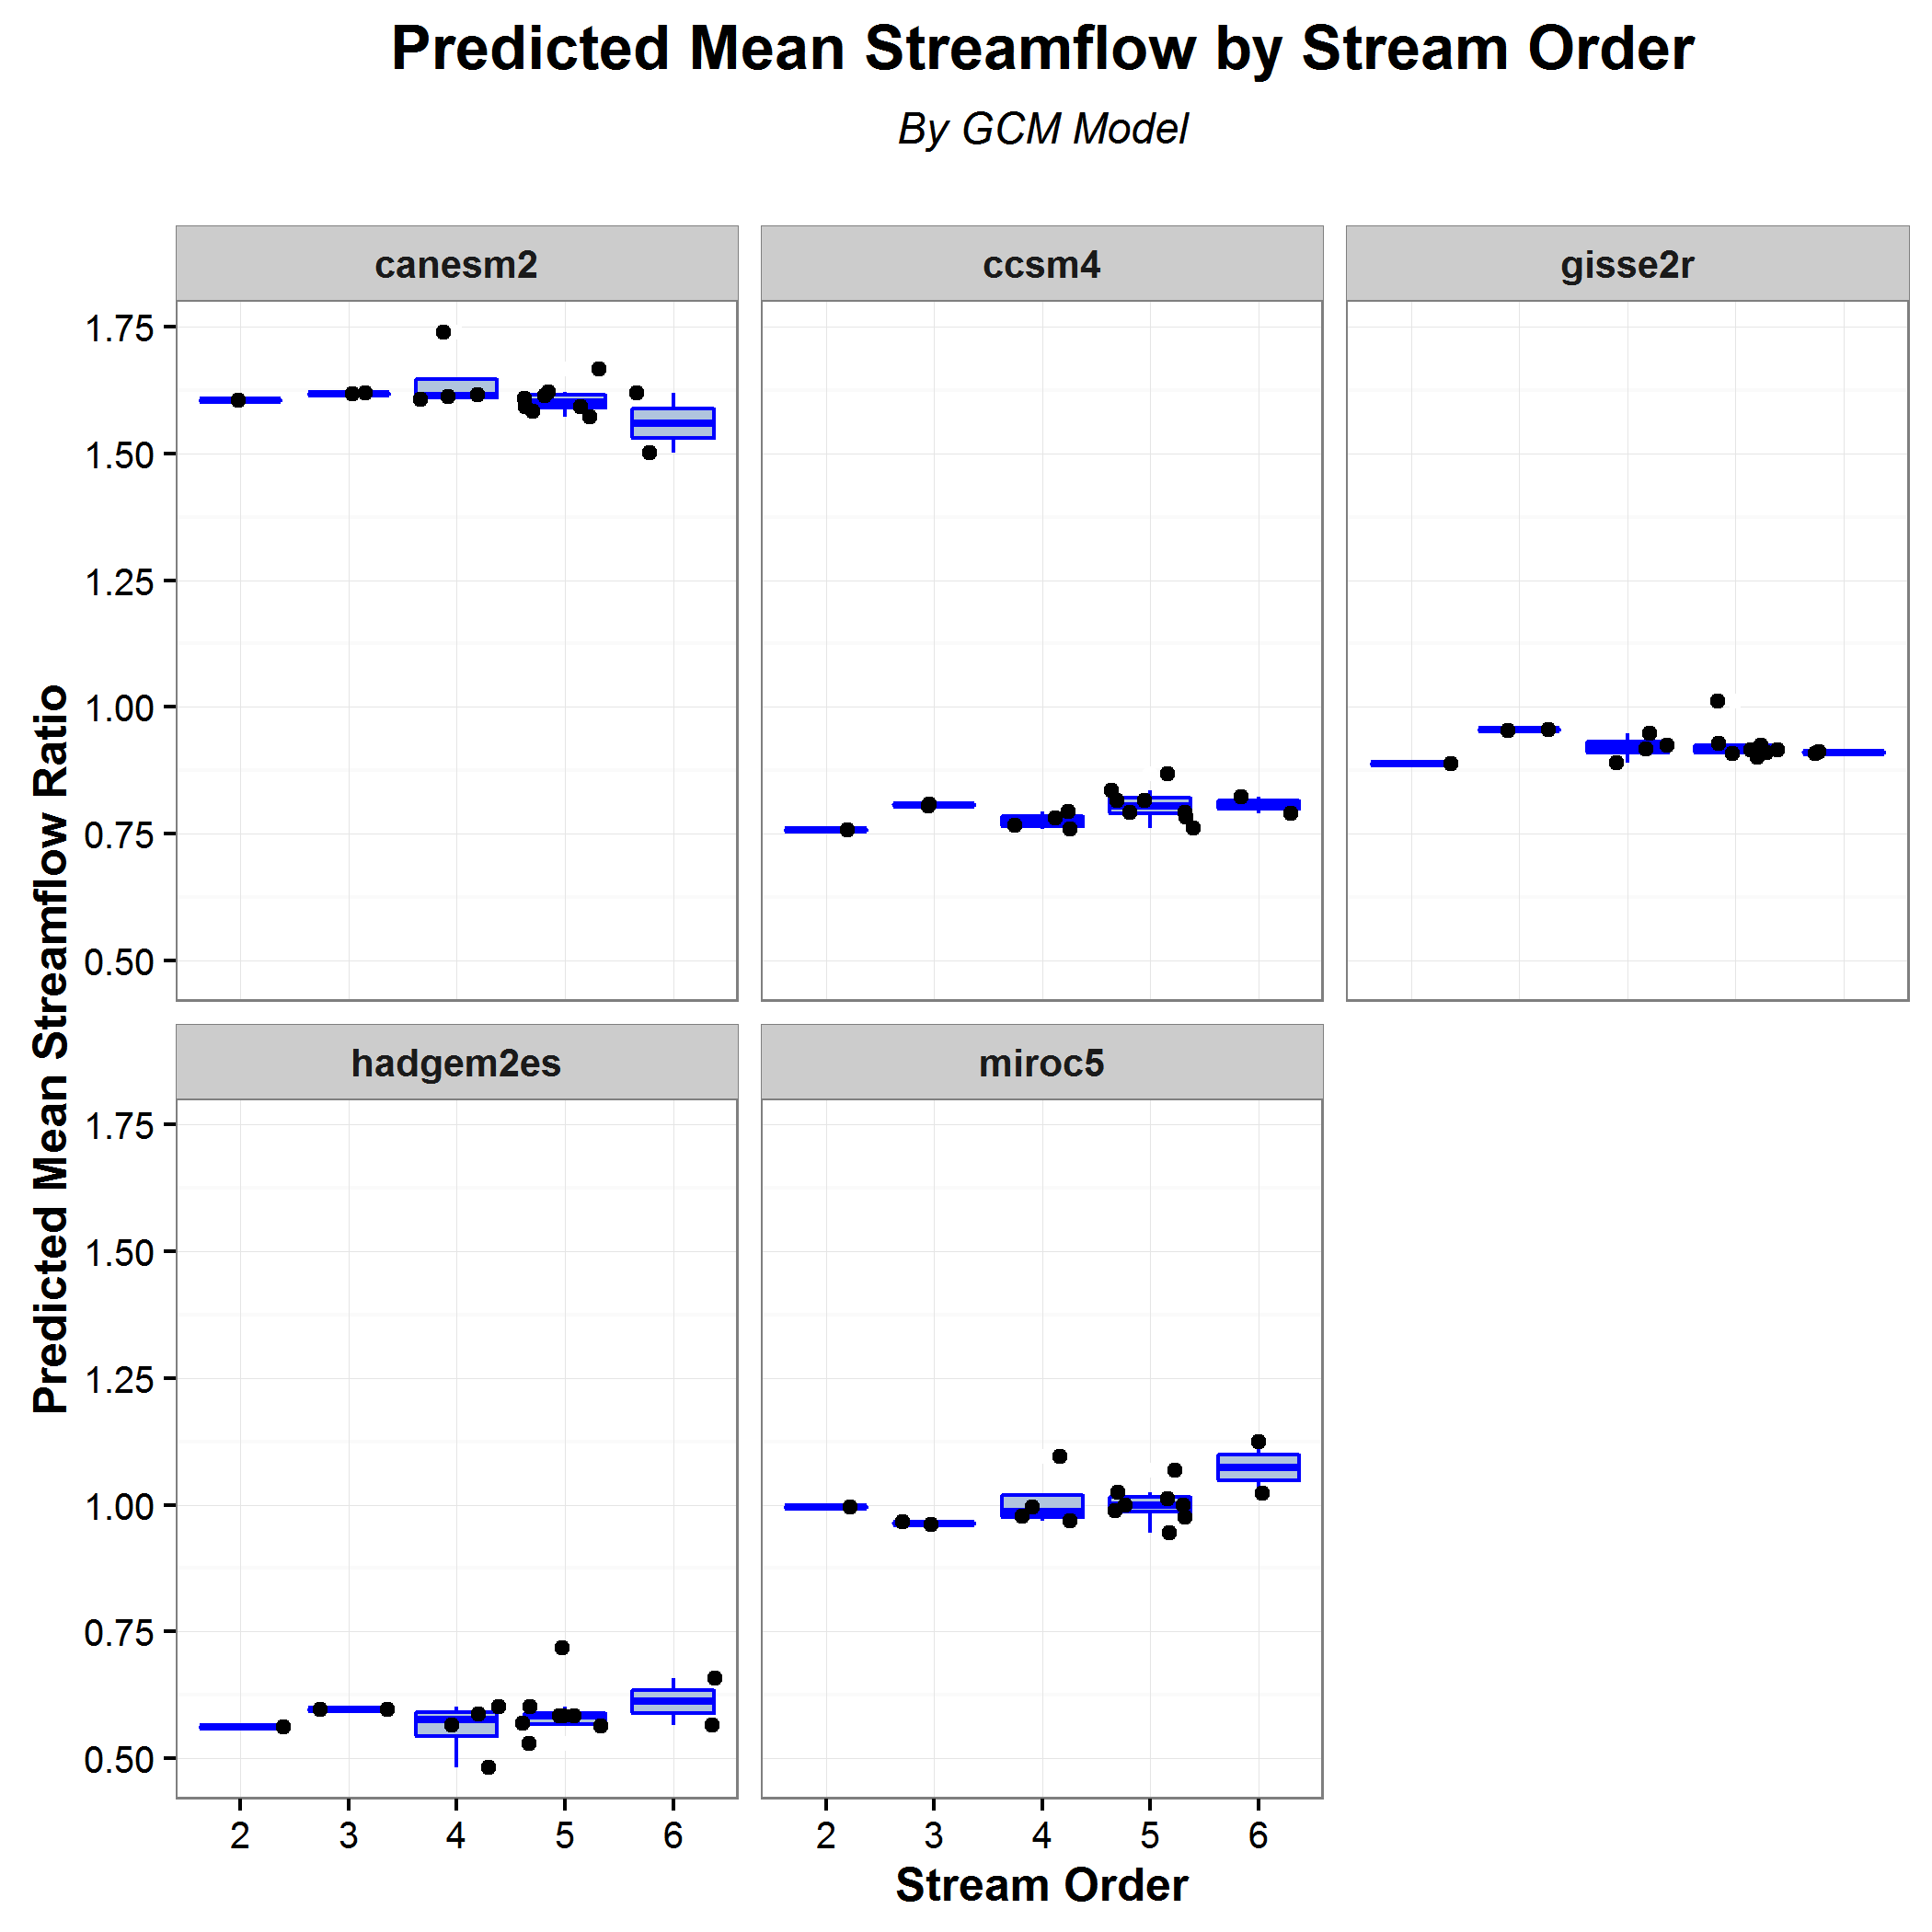 Predicted Mean Streamflow by Stream Order
By GCM Model
canesm2
ccsm4
gisse2r
1.75
1.50
1.25
1.00
0.75
0.50
Predicted Mean Streamflow Ratio
hadgem2es
miroc5
1.75
1.50
1.25
1.00
0.75
0.50
2 3 4 5 6
2 3 4 5 6
Stream Order